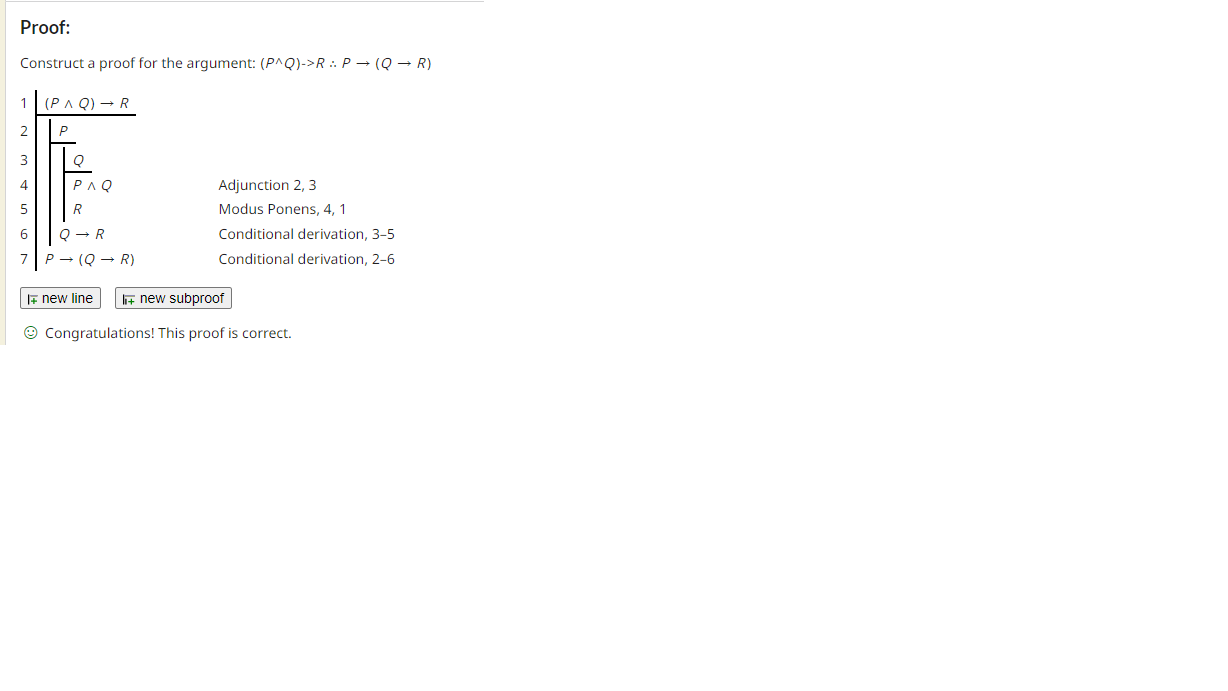 Proof:
Construct a proof for the argument: (P^Q)->R ∴ P → (Q → R)
1 (P ∧ Q) → R
2 P
3 Q
4 P ∧ Q Adjunction 2, 3
5 R Modus Ponens, 4, 1
6 Q → R Conditional derivation, 3–5
7 P → (Q → R) Conditional derivation, 2–6
new line new subproof
Congratulations! This proof is correct.